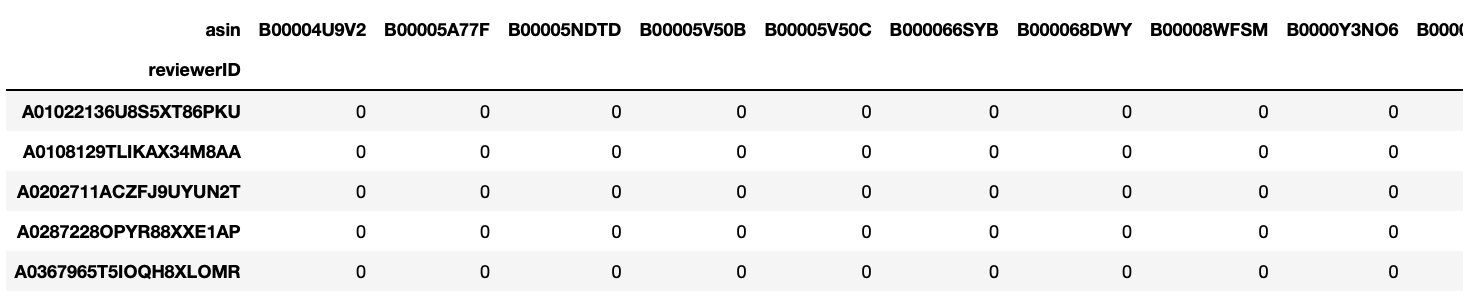 asin B00004U9V2 B00005A77F B00005NDTD B00005V50B B00005V50C B000066SYB B000068DWY B00008WFSM B0000Y3NO6 B0000
reviewerID
A01022136U8S5XT86PKU 0 0 0 0 0 0 0 0 0
A0108129TLIKAX34M8AA 0 0 0 0 0 0 0 0 0
A0202711ACZFJ9UYUN2T 0 0 0 0 0 0 0 0 0
A0287228OPYR88XXE1AP 0 0 0 0 0 0 0 0 0
A0367965T5IOQH8XLOMR 0 0 0 0 0 0 0 0 0